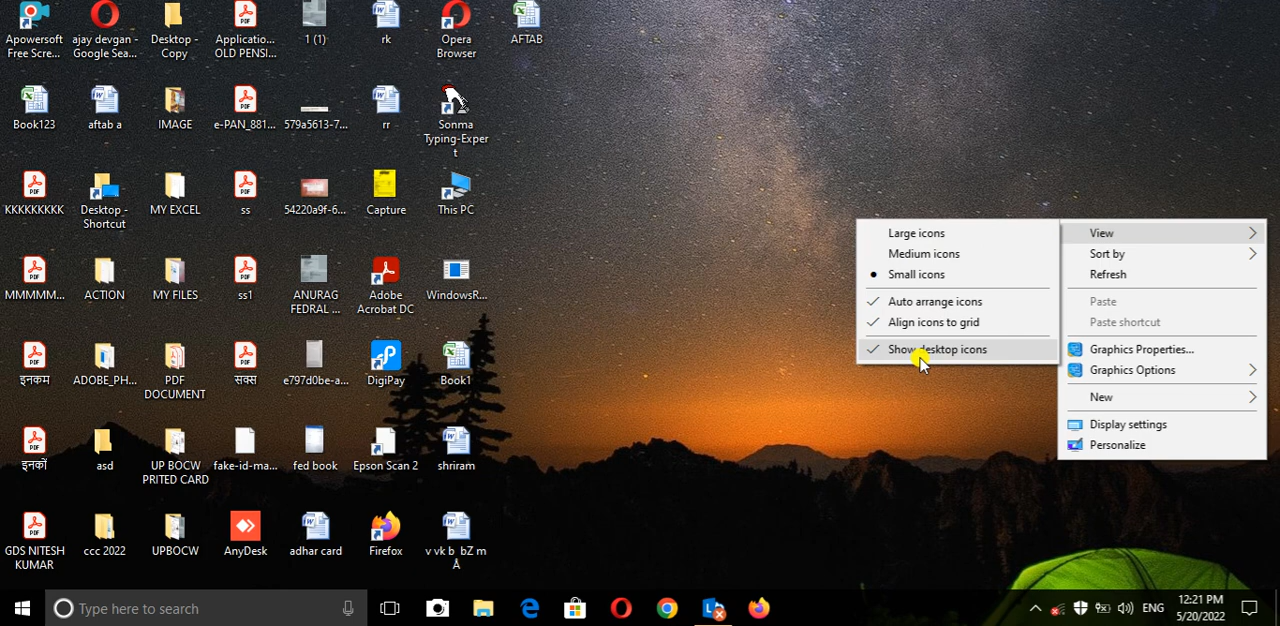 Apowersoft
Free Scre...
ajay devgan -
Google Sea...
Desktop -
Copy
Applicatio...
OLD PENSI...
1 (1)
rk
Opera
Browser
AFTAB
Book123
aftab a
IMAGE
e-PAN_881...
579a5613-7...
rr
Sonma
Typing-Exper
t
KKKKKKKKK
Desktop -
Shortcut
MY EXCEL
ss
54220a9f-6...
Capture
This PC
MMMMM...
ACTION
MY FILES
ss1
ANURAG
FEDRAL ...
Adobe
Acrobat DC
WindowsR...
इनकम
ADOBE_PH...
PDF
DOCUMENT
सक्स
e797d0be-a...
DigiPay
Book1
इनकों
asd
UP BOCW
PRITED CARD
fake-id-ma...
fed book
Epson Scan 2
shriram
GDS NITESH
KUMAR
ccc 2022
UPBOCW
AnyDesk
adhar card
Firefox
v vk b bZ m
Å
Large icons
Medium icons
Small icons
Auto arrange icons
Align icons to grid
Show desktop icons
View
Sort by
Refresh
Paste
Paste shortcut
Graphics Properties...
Graphics Options
New
Display settings
Personalize
Type here to search
ENG
12:21 PM
5/20/2022